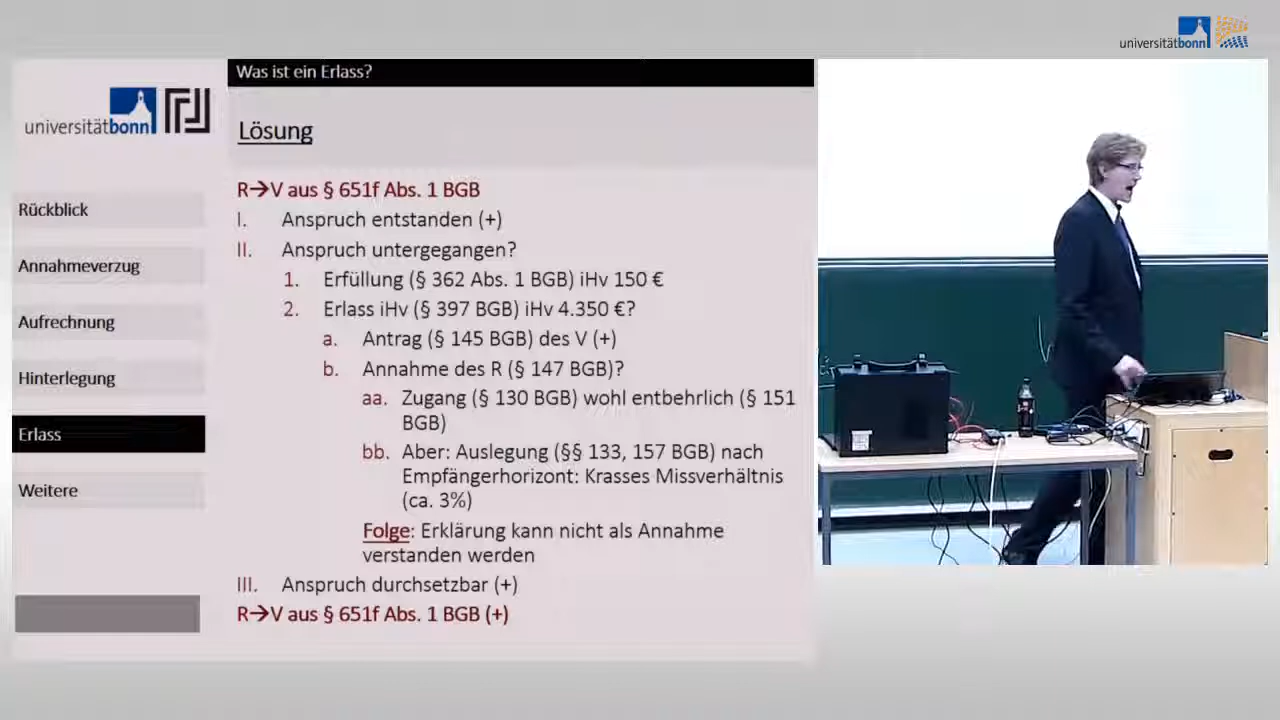 universitätbonn
Was ist ein Erlass?
universitätbonn
Lösung
R→V aus § 651f Abs. 1 BGB
Rückblick
I. Anspruch entstanden (+)
II. Anspruch untergegangen?
Annahmeverzug
1. Erfüllung (§ 362 Abs. 1 BGB) iHv 150 €
2. Erlass iHv (§ 397 BGB) iHv 4.350 €?
Aufrechnung
a. Antrag (§ 145 BGB) des V (+)
b. Annahme des R (§ 147 BGB)?
Hinterlegung
aa. Zugang (§ 130 BGB) wohl entbehrlich (§ 151
BGB)
Erlass
bb. Aber: Auslegung (§§ 133, 157 BGB) nach
Empfängerhorizont: Krasses Missverhältnis
(ca. 3%)
Weitere
Folge: Erklärung kann nicht als Annahme
verstanden werden
III. Anspruch durchsetzbar (+)
R→V aus § 651f Abs. 1 BGB (+)